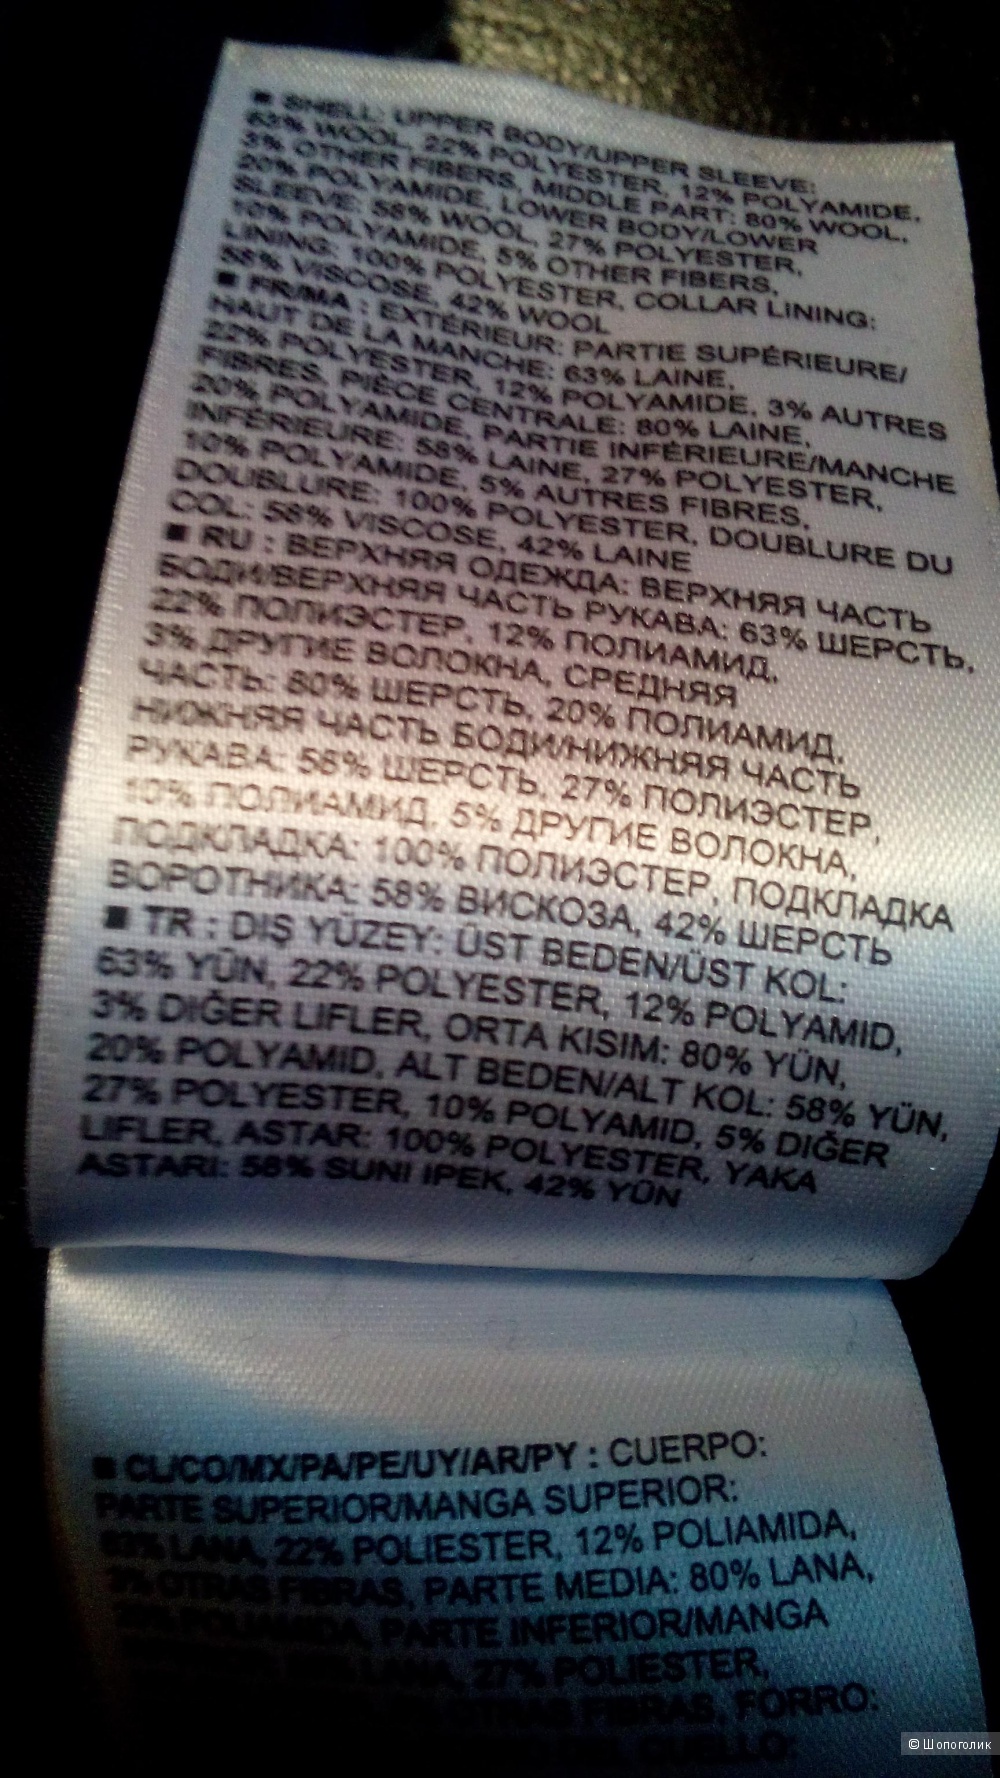 ■ SHELL: UPPER BODY/UPPER SLEEVE:
63% WOOL, 22% POLYESTER, 12% POLYAMIDE,
3% OTHER FIBERS, MIDDLE PART: 80% WOOL,
20% POLYAMIDE, LOWER BODY/LOWER
SLEEVE: 58% WOOL, 27% POLYESTER,
10% POLYAMIDE, 5% OTHER FIBERS,
LINING: 100% POLYESTER, COLLAR LINING:
58% VISCOSE, 42% WOOL
■ FR/MA : EXTÉRIEUR: PARTIE SUPÉRIEURE/
HAUT DE LA MANCHE: 63% LAINE,
22% POLYESTER, 12% POLYAMIDE, 3% AUTRES
FIBRES, PIÈCE CENTRALE: 80% LAINE,
20% POLYAMIDE, PARTIE INFÉRIEURE/MANCHE
INFÉRIEURE: 58% LAINE, 27% POLYESTER,
10% POLYAMIDE, 5% AUTRES FIBRES,
DOUBLURE: 100% POLYESTER, DOUBLURE DU
COL: 58% VISCOSE, 42% LAINE
■ RU : ВЕРХНЯЯ ОДЕЖДА: ВЕРХНЯЯ ЧАСТЬ
БОДИ/ВЕРХНЯЯ ЧАСТЬ РУКАВА: 63% ШЕРСТЬ,
22% ПОЛИЭСТЕР, 12% ПОЛИАМИД,
3% ДРУГИЕ ВОЛОКНА, СРЕДНЯЯ
ЧАСТЬ: 80% ШЕРСТЬ, 20% ПОЛИАМИД,
НИЖНЯЯ ЧАСТЬ БОДИ/НИЖНЯЯ ЧАСТЬ
РУКАВА: 58% ШЕРСТЬ, 27% ПОЛИЭСТЕР,
10% ПОЛИАМИД, 5% ДРУГИЕ ВОЛОКНА,
ПОДКЛАДКА: 100% ПОЛИЭСТЕР, ПОДКЛАДКА
ВОРОТНИКА: 58% ВИСКОЗА, 42% ШЕРСТЬ
■ TR : DIŞ YÜZEY: ÜST BEDEN/ÜST KOL:
63% YÜN, 22% POLYESTER, 12% POLYAMID,
3% DIĞER LIFLER, ORTA KISIM: 80% YÜN,
20% POLYAMID, ALT BEDEN/ALT KOL: 58% YÜN,
27% POLYESTER, 10% POLYAMID, 5% DIĞER
LIFLER, ASTAR: 100% POLYESTER, YAKA
ASTARI: 58% SUNI IPEK, 42% YÜN
■ CL/CO/MX/PA/PE/UY/AR/PY : CUERPO:
PARTE SUPERIOR/MANGA SUPERIOR:
63% LANA, 22% POLIESTER, 12% POLIAMIDA,
3% OTRAS FIBRAS, PARTE MEDIA: 80% LANA,
20% POLIAMIDA, PARTE INFERIOR/MANGA
LANA, 27% POLIESTER,
OTRAS FIBRAS, FORRO:
DEL CUELLO:
© Шопоголик